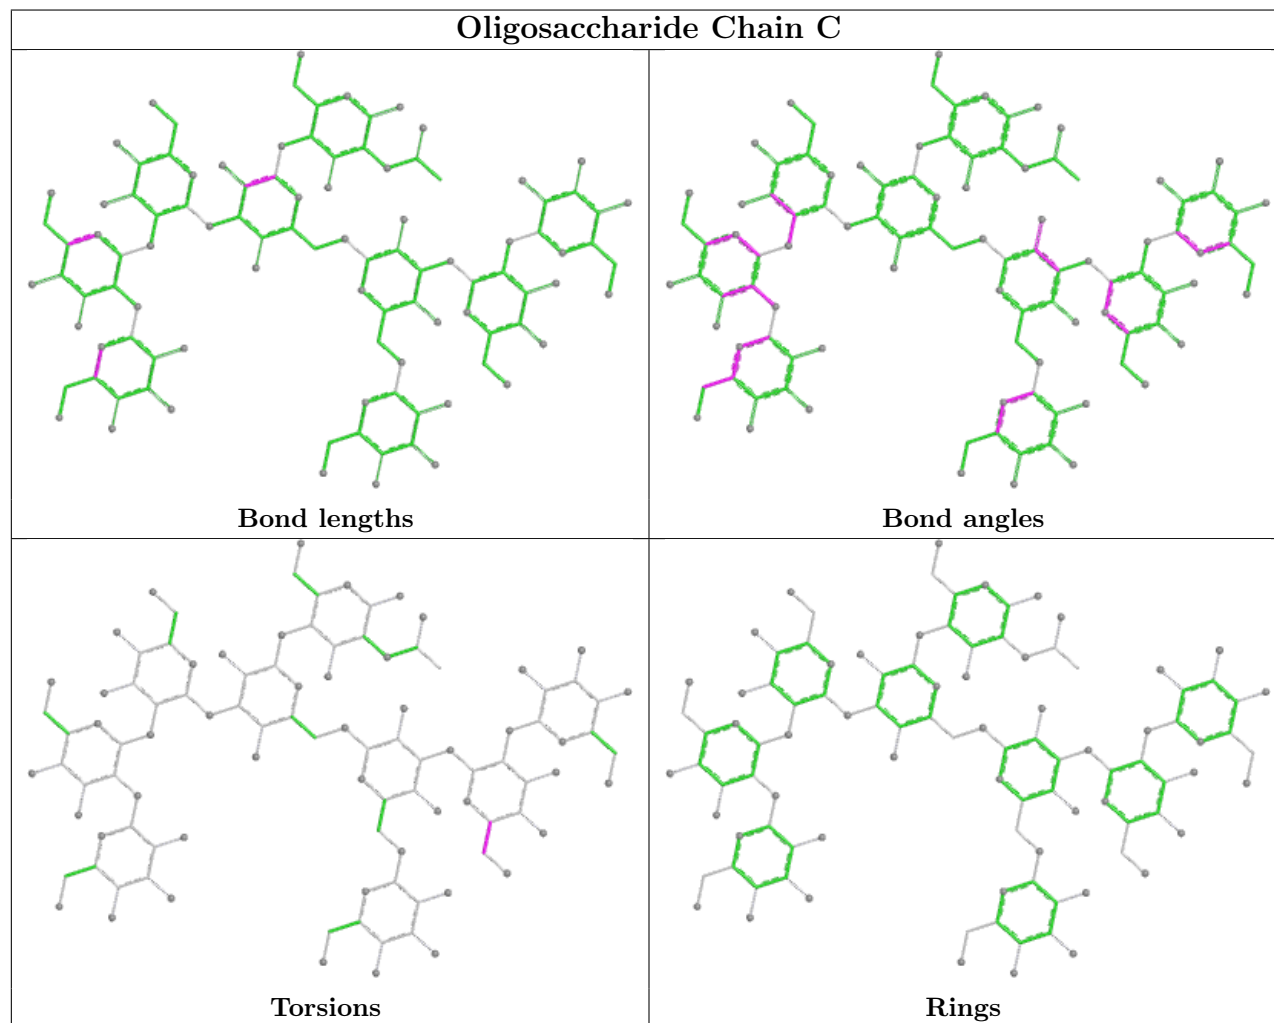 Oligosaccharide Chain C
Bond lengths
Bond angles
Torsions
Rings